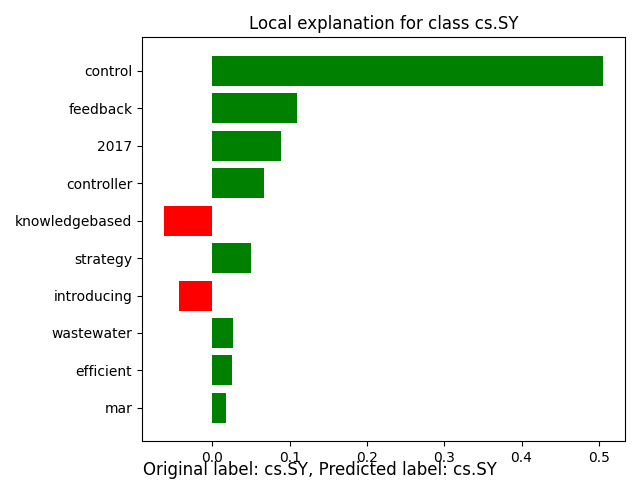 Local explanation for class cs.SY
control
feedback
2017
controller
knowledgebased
strategy
introducing
wastewater
efficient
mar
0.0 0.1 0.2 0.3 0.4 0.5
Original label: cs.SY, Predicted label: cs.SY